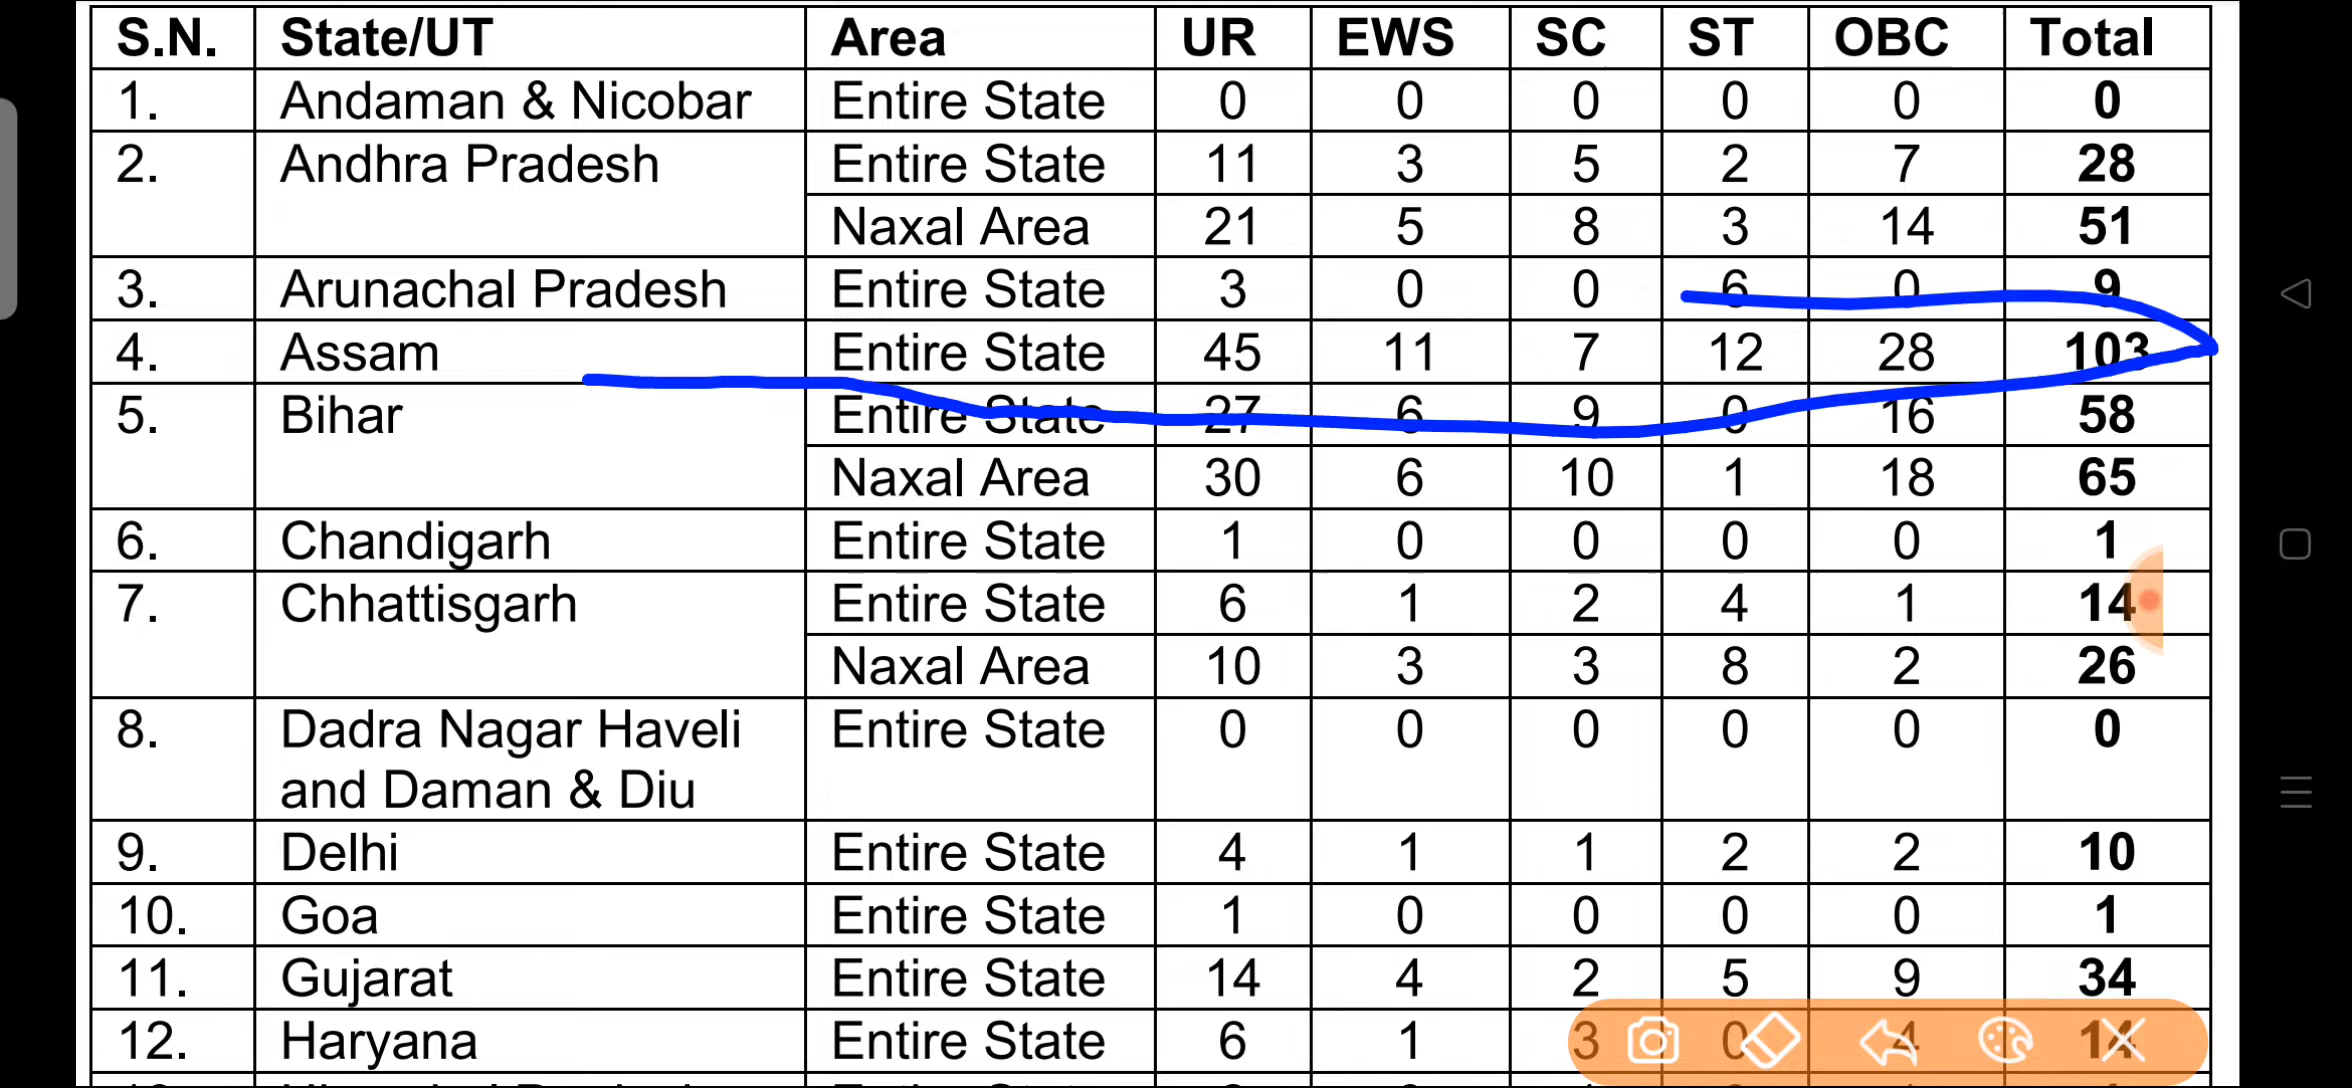 S.N. State/UT Area UR EWS SC ST OBC Total
1. Andaman & Nicobar Entire State 0 0 0 0 0 0
2. Andhra Pradesh Entire State 11 3 5 2 7 28
Naxal Area 21 5 8 3 14 51
3. Arunachal Pradesh Entire State 3 0 0 6 0 9
4. Assam Entire State 45 11 7 12 28 103
5. Bihar Entire State 27 6 9 0 16 58
Naxal Area 30 6 10 1 18 65
6. Chandigarh Entire State 1 0 0 0 0 1
7. Chhattisgarh Entire State 6 1 2 4 1 14
Naxal Area 10 3 3 8 2 26
8. Dadra Nagar Haveli Entire State 0 0 0 0 0 0
and Daman & Diu
9. Delhi Entire State 4 1 1 2 2 10
10. Goa Entire State 1 0 0 0 0 1
11. Gujarat Entire State 14 4 2 5 9 34
12. Haryana Entire State 6 1 3 0 4 14